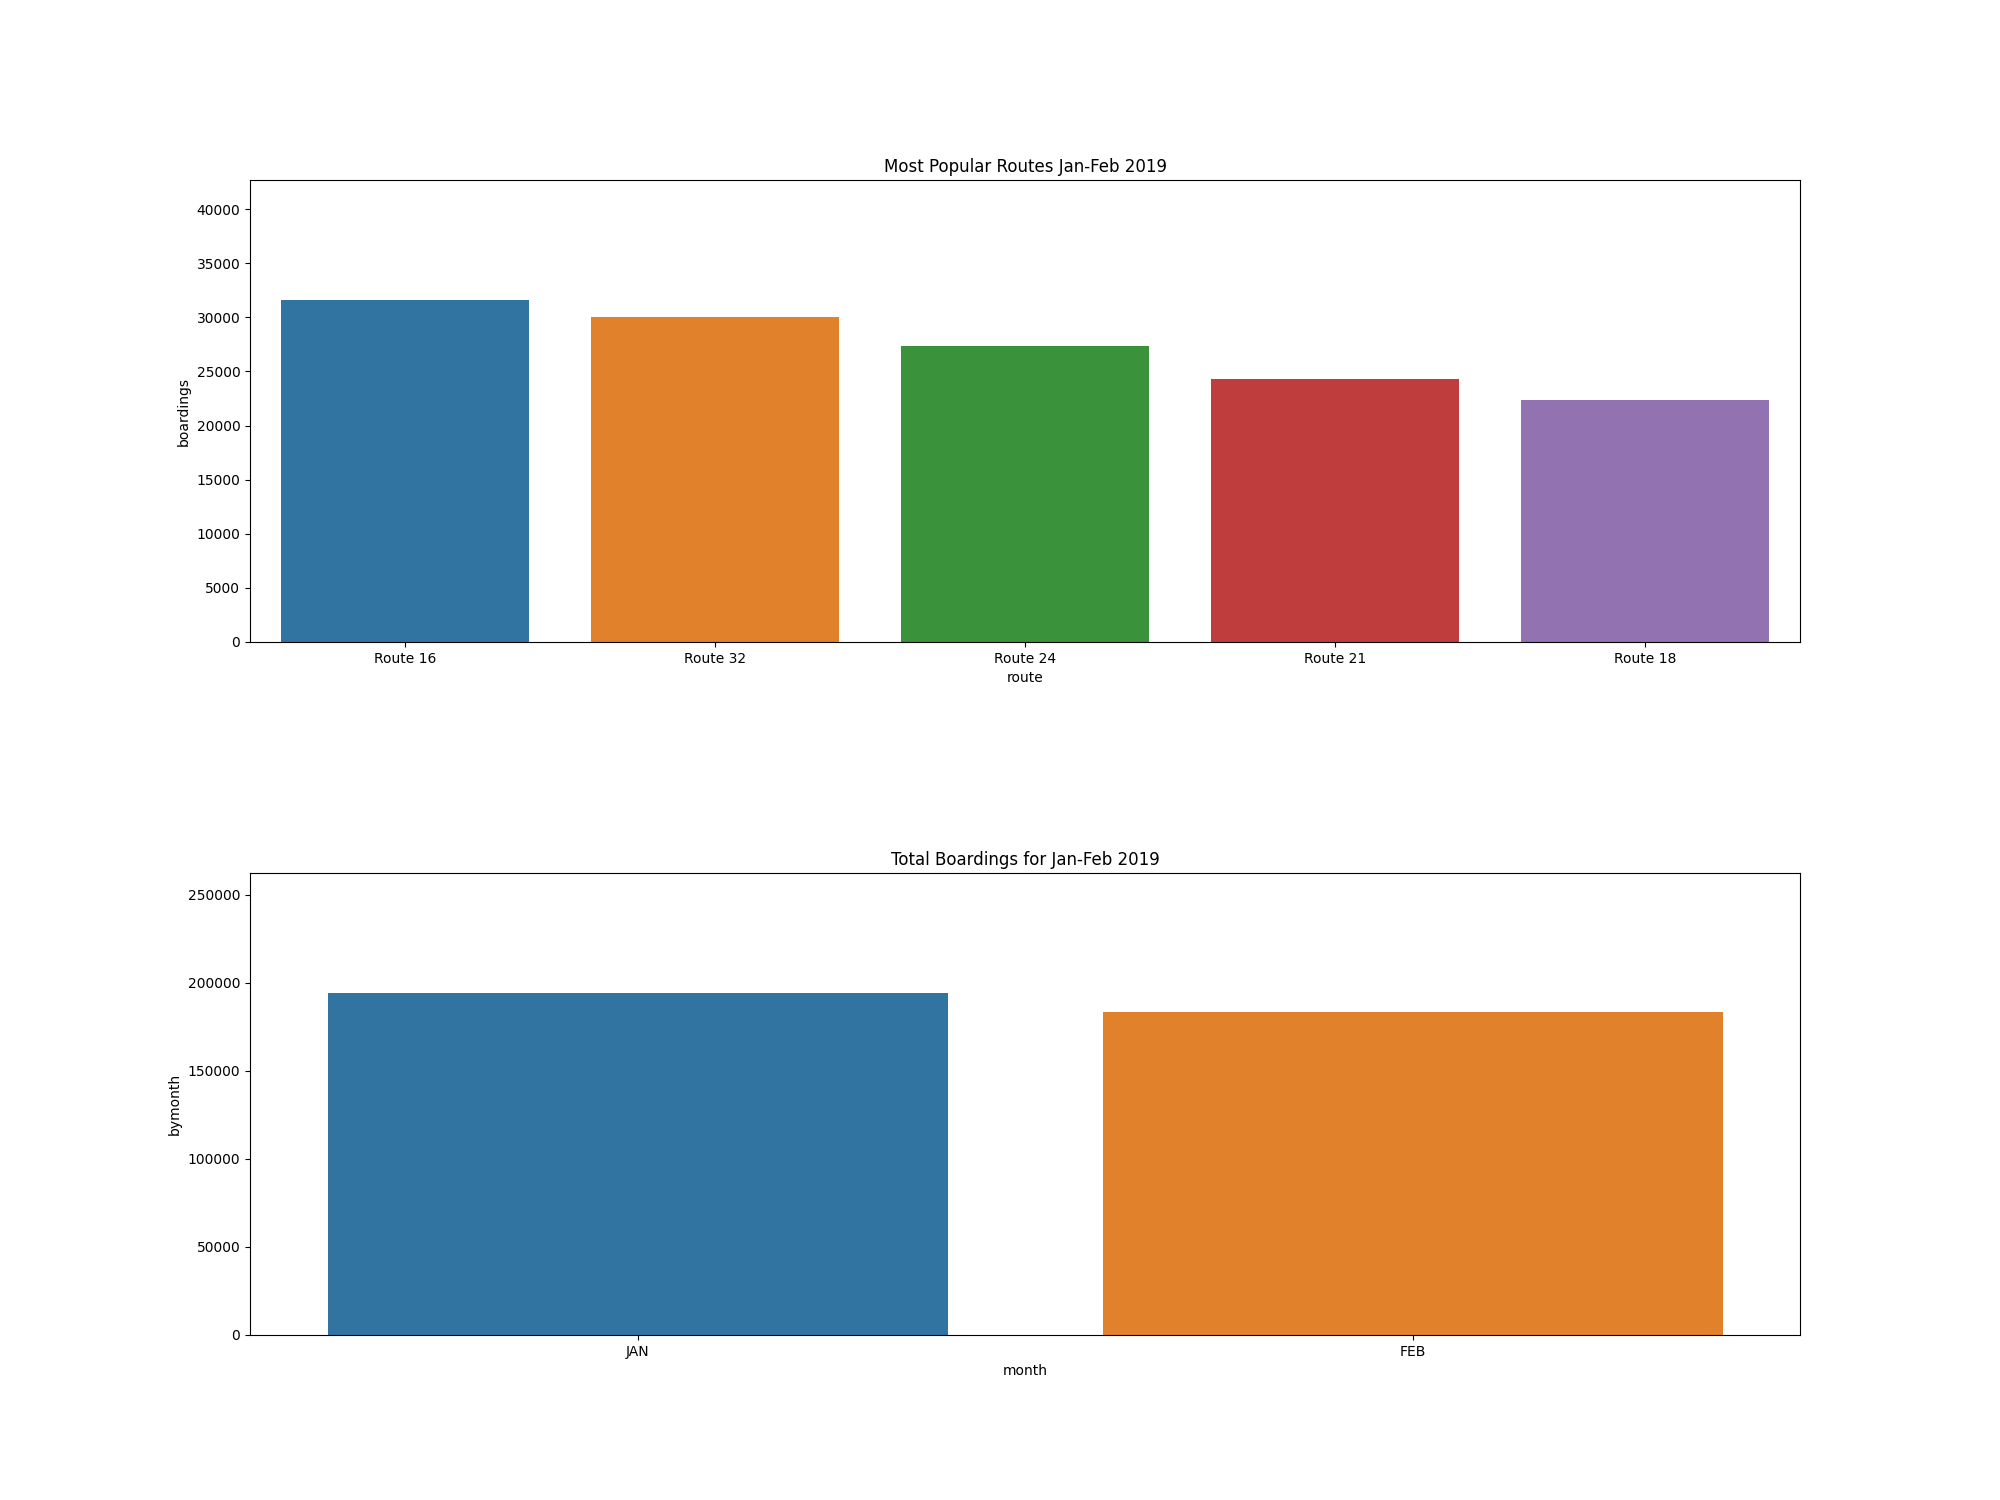 Most Popular Routes Jan-Feb 2019
40000
35000
30000
25000
20000
15000
10000
5000
0
boardings
Route 16 Route 32 Route 24 Route 21 Route 18
route
Total Boardings for Jan-Feb 2019
250000
200000
150000
100000
50000
0
bymonth
JAN FEB
month